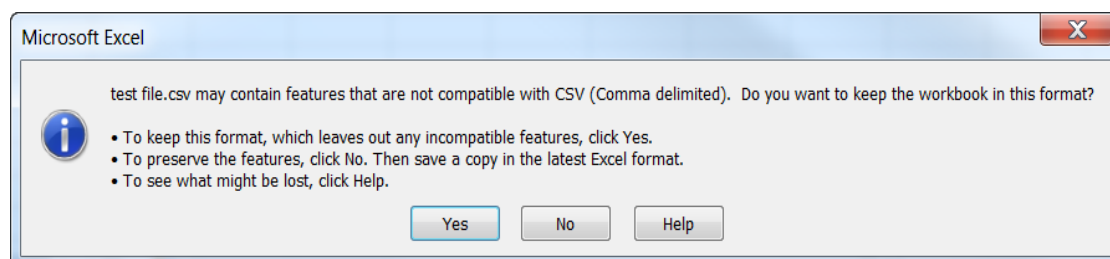 Microsoft Excel
test file.csv may contain features that are not compatible with CSV (Comma delimited).  Do you want to keep the workbook in this format?
• To keep this format, which leaves out any incompatible features, click Yes.
• To preserve the features, click No. Then save a copy in the latest Excel format.
• To see what might be lost, click Help.
Yes No Help